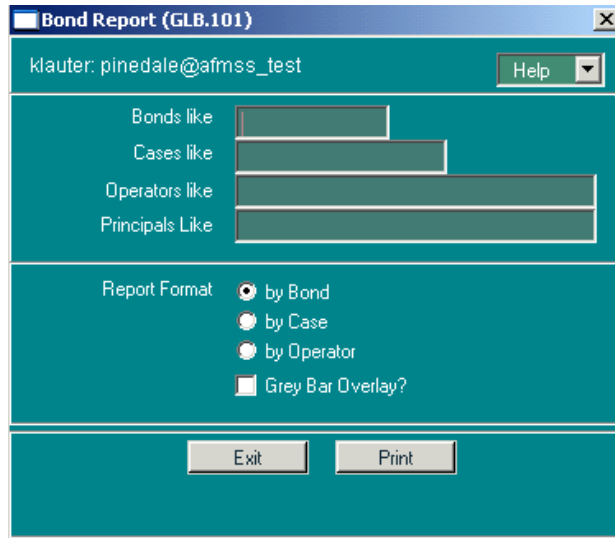 Bond Report (GLB.101)
klauter: pinedale@afmss_test
Help
Bonds like
Cases like
Operators like
Principals Like
Report Format
by Bond
by Case
by Operator
Grey Bar Overlay?
Exit Print